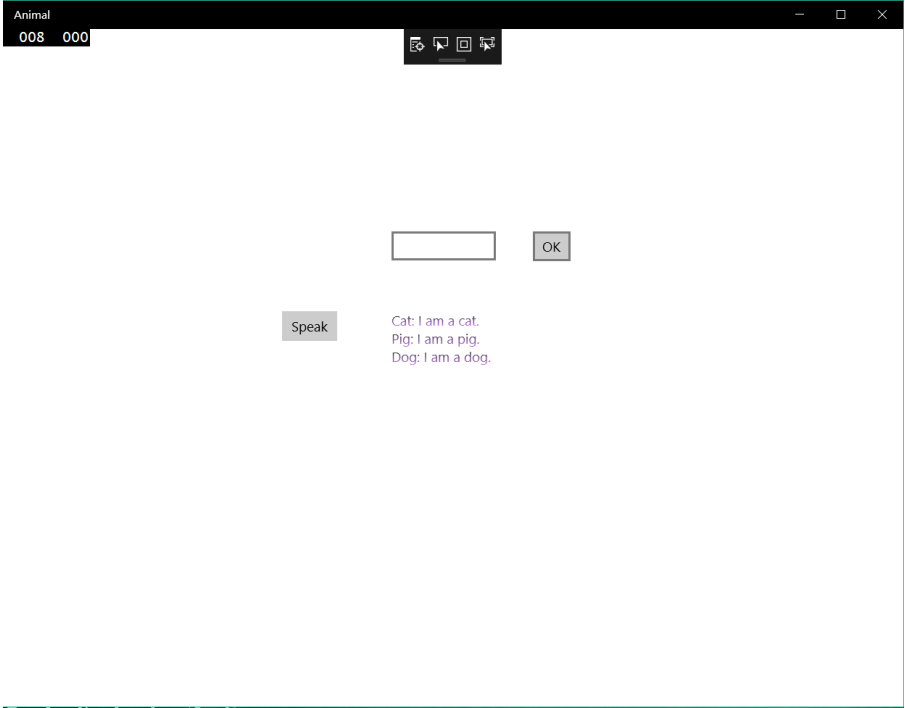 Animal
008 000
OK
Speak
Cat: I am a cat.
Pig: I am a pig.
Dog: I am a dog.